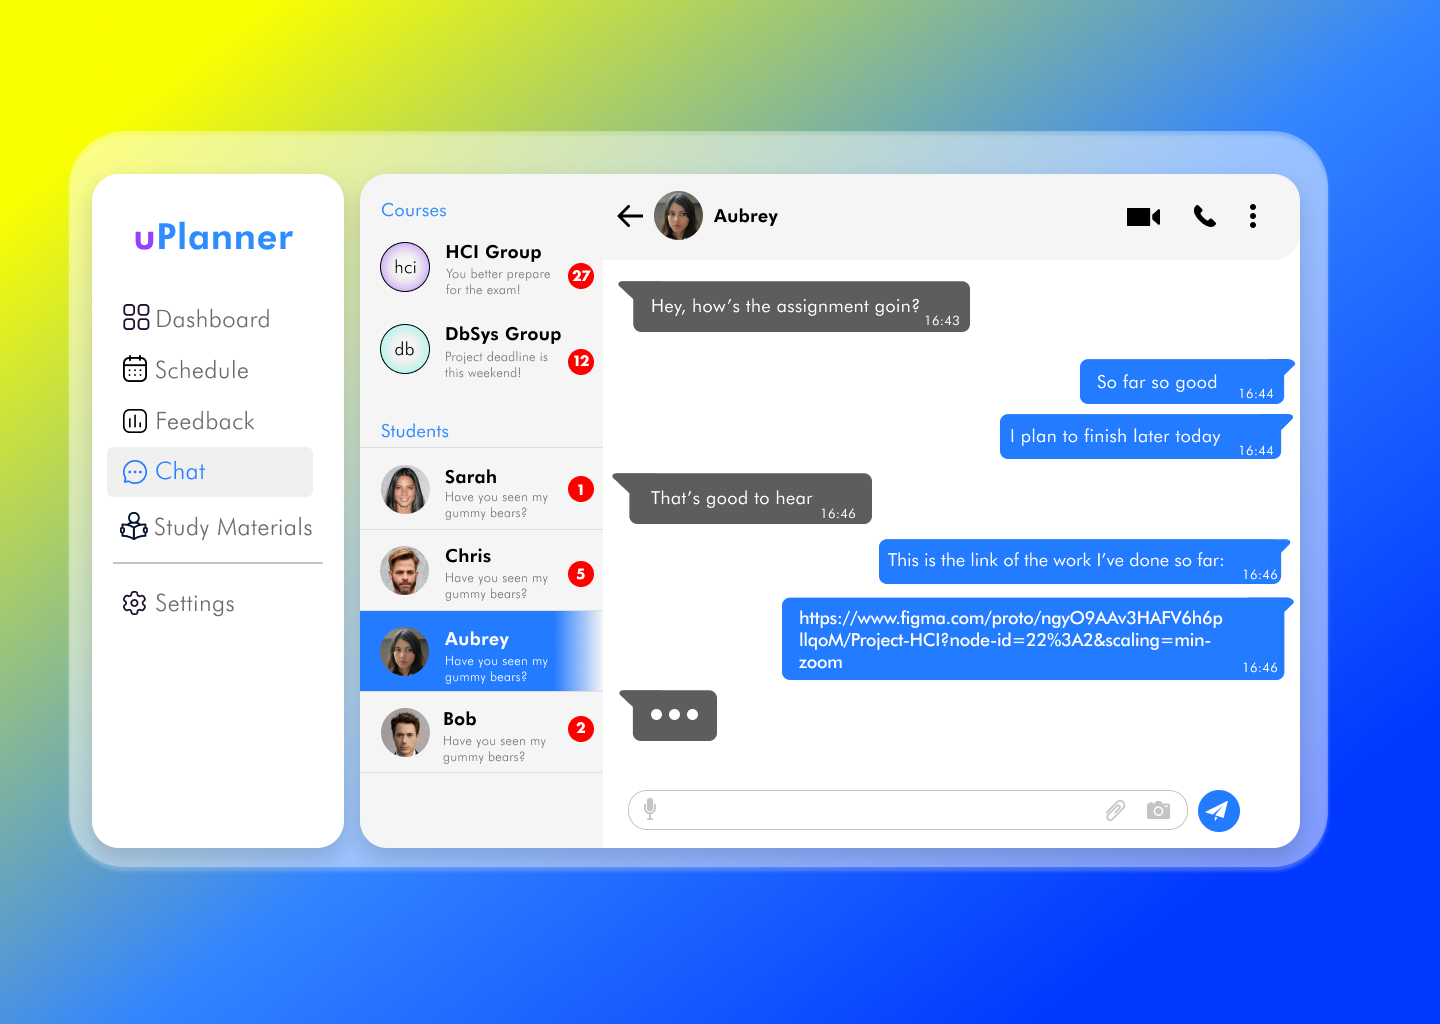 uPlanner
Dashboard
Schedule
Feedback
Chat
Study Materials
Settings
Courses
hci
HCI Group
You better prepare
for the exam!
27
db
DbSys Group
Project deadline is
this weekend!
12
Students
Sarah
Have you seen my
gummy bears?
1
Chris
Have you seen my
gummy bears?
5
Aubrey
Have you seen my
gummy bears?
Bob
Have you seen my
gummy bears?
2
Aubrey
Hey, how's the assignment goin?
16:43
So far so good
16:44
I plan to finish later today
16:44
That's good to hear
16:46
This is the link of the work I've done so far:
16:46
https://www.figma.com/proto/ngyO9AAv3HAFV6h6p
llqoM/Project-HCI?node-id=22%3A2&scaling=min-
zoom
16:46